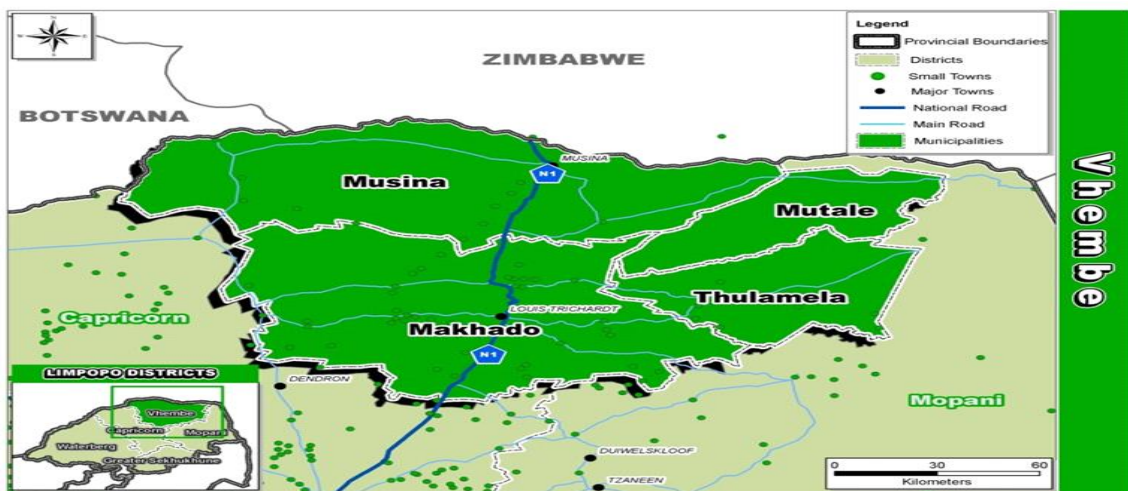 Legend
Provincial Boundaries
Districts
Small Towns
Major Towns
National Road
Main Road
Municipalities
ZIMBABWE
BOTSWANA
MUSINA
N1
Musina
Mutale
Thulamela
LOUIS TRICHARDT
Makhado
N1
Capricorn
DENDRON
Mopani
DUIWELSKLOOF
TZANEEN
LIMPOPO DISTRICTS
Vhembe
Capricorn
Mopani
Waterberg
Greater Sekhukhune
0 30 60
Kilometers
Vhembe